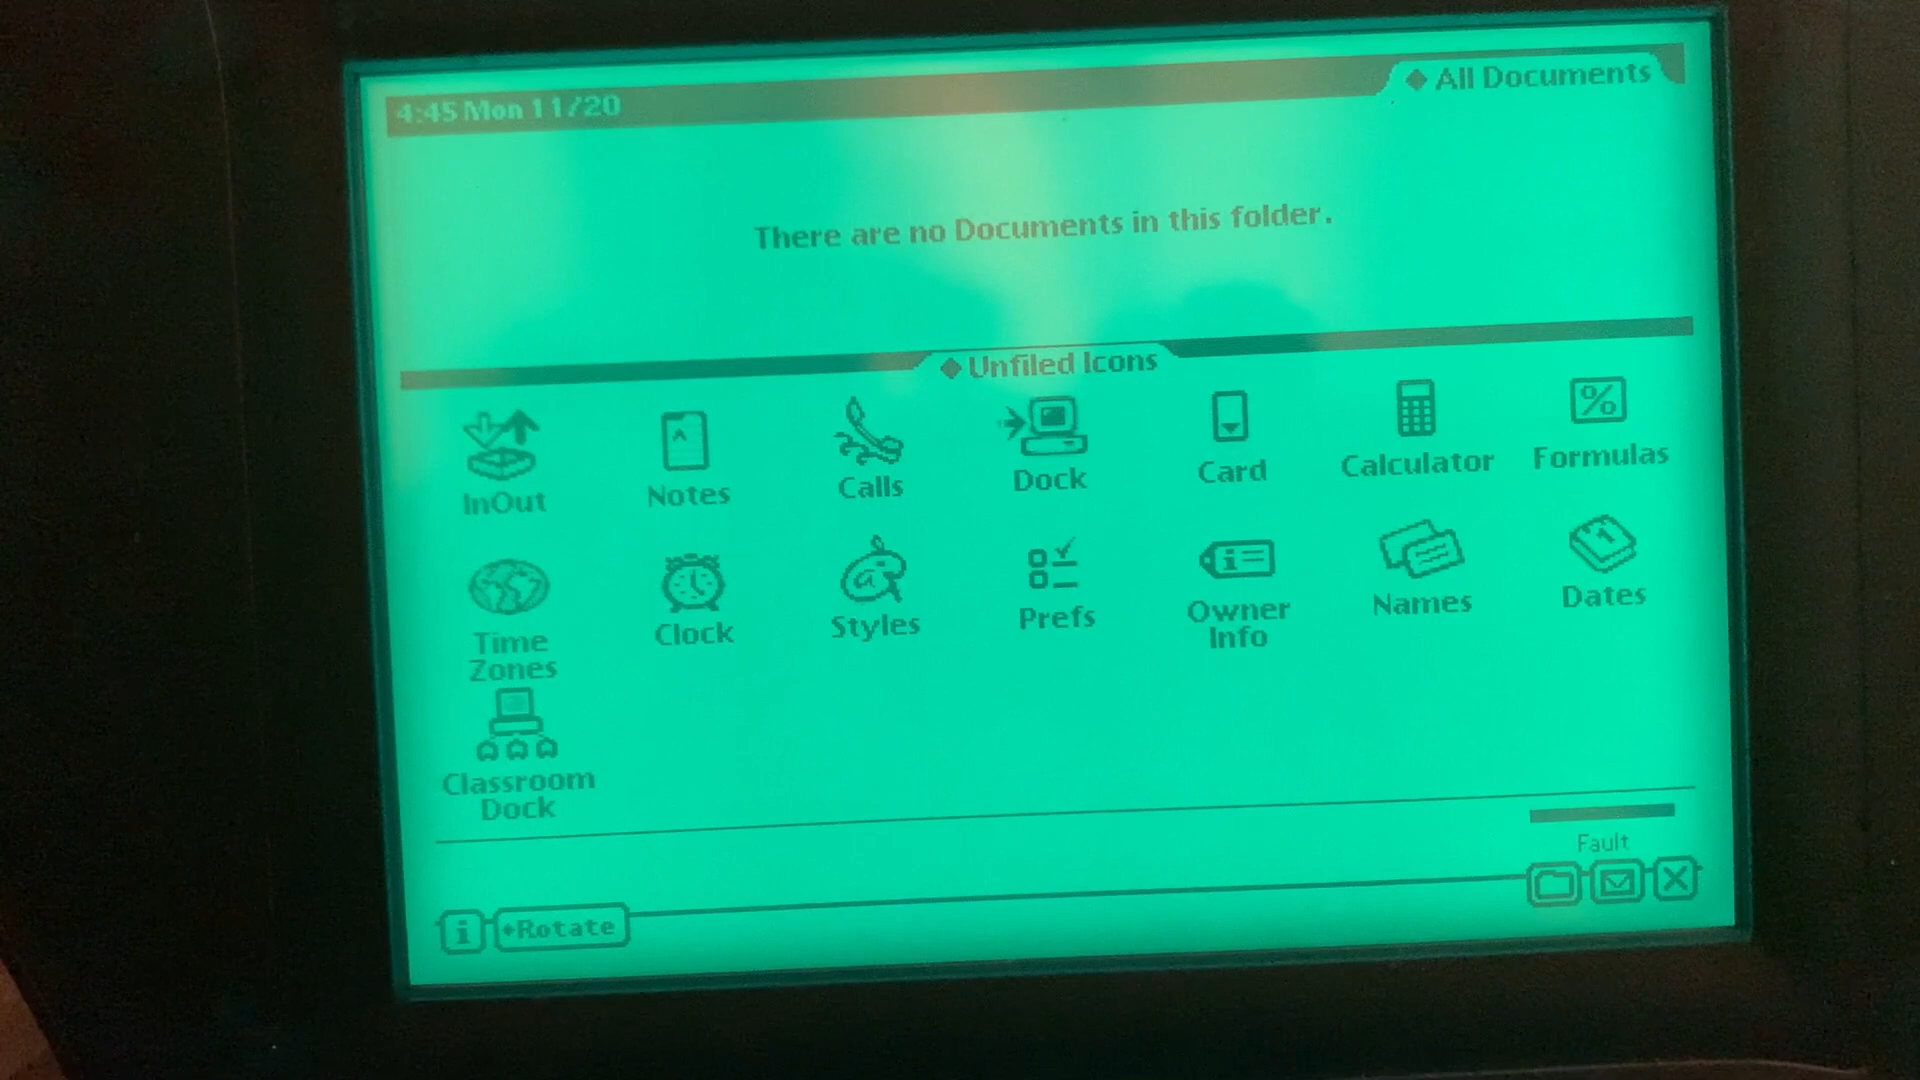 4:45 Mon 11/20
◆ All Documents
There are no Documents in this folder.
◆ Unfiled Icons
InOut
Notes
Calls
Dock
Card
Calculator
Formulas
Time
Zones
Clock
Styles
Prefs
Owner
Info
Names
Dates
Classroom
Dock
Fault
i
◆Rotate